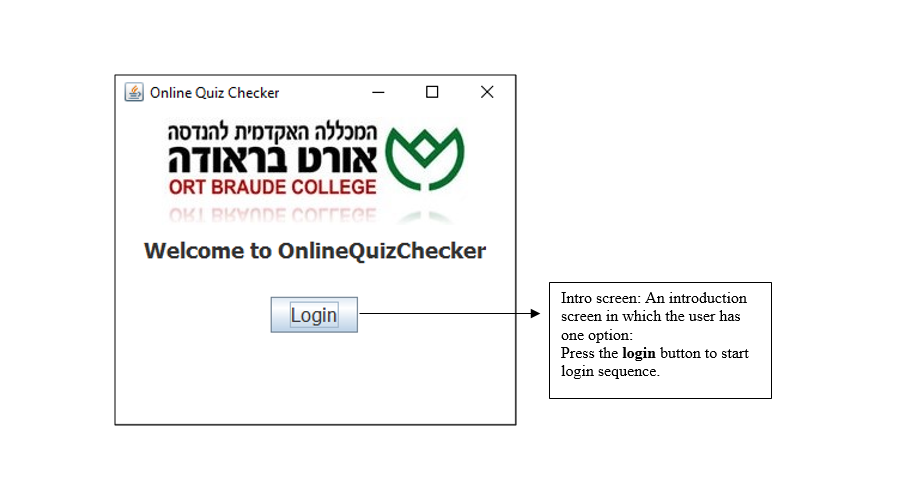 Online Quiz Checker
המכללה האקדמית להנדסה
אורט בראודה
ORT BRAUDE COLLEGE
Welcome to OnlineQuizChecker
Login
Intro screen: An introduction
screen in which the user has
one option:
Press the login button to start
login sequence.